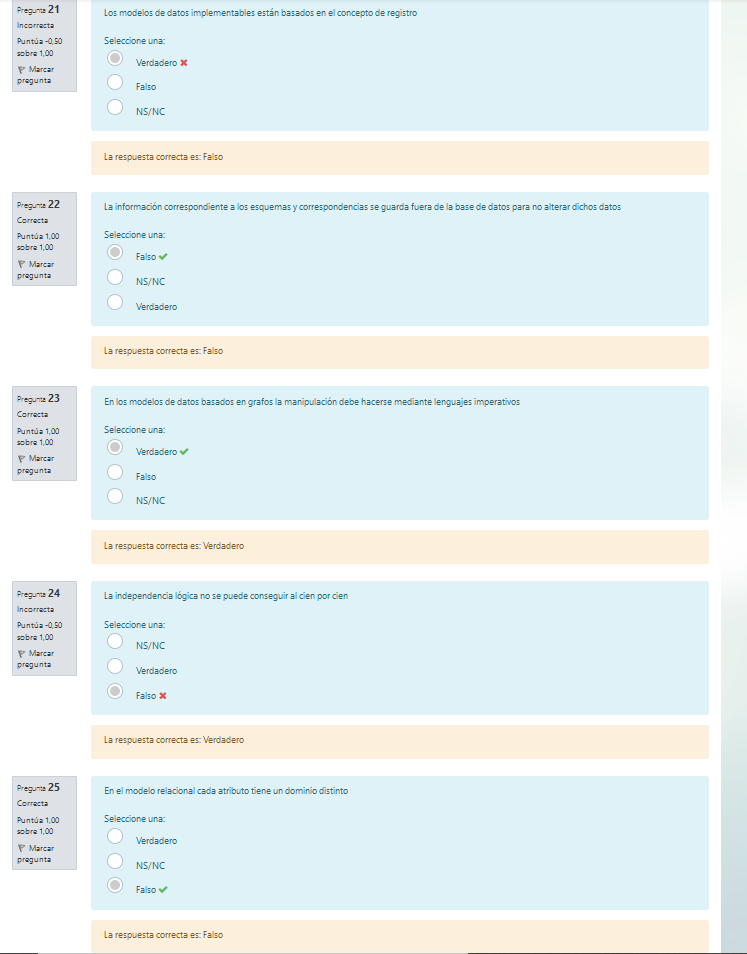 Pregunta 21
Incorrecta
Puntúa -0,50
sobre 1,00
Marcar
pregunta
Los modelos de datos implementables están basados en el concepto de registro
Seleccione una:
Verdadero
Falso
NS/NC
La respuesta correcta es: Falso
Pregunta 22
Correcta
Puntúa 1,00
sobre 1,00
Marcar
pregunta
La información correspondiente a los esquemas y correspondencias se guarda fuera de la base de datos para no alterar dichos datos
Seleccione una:
Falso
NS/NC
Verdadero
La respuesta correcta es: Falso
Pregunta 23
Correcta
Puntúa 1,00
sobre 1,00
Marcar
pregunta
En los modelos de datos basados en grafos la manipulación debe hacerse mediante lenguajes imperativos
Seleccione una:
Verdadero
Falso
NS/NC
La respuesta correcta es: Verdadero
Pregunta 24
Incorrecta
Puntúa -0,50
sobre 1,00
Marcar
pregunta
La independencia lógica no se puede conseguir al cien por cien
Seleccione una:
NS/NC
Verdadero
Falso
La respuesta correcta es: Verdadero
Pregunta 25
Correcta
Puntúa 1,00
sobre 1,00
Marcar
pregunta
En el modelo relacional cada atributo tiene un dominio distinto
Seleccione una:
Verdadero
NS/NC
Falso
La respuesta correcta es: Falso